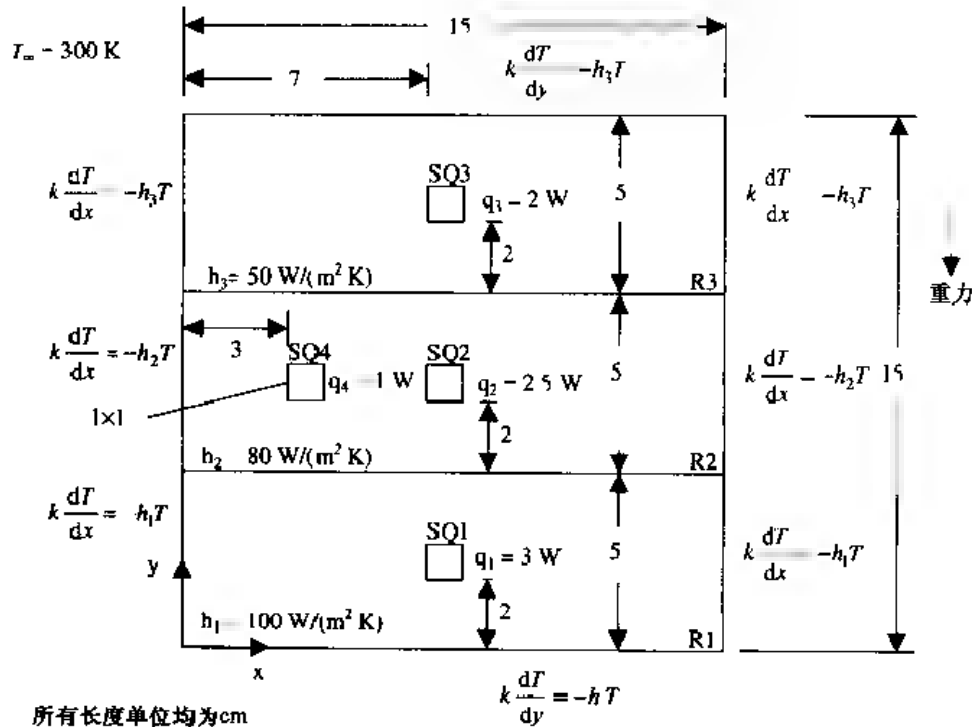 15
T∞ - 300 K
7
k dT/dy -h₃T
k dT/dx - -h₃T
SQ3
q₃ - 2 W
5
2
k dT/dx -h₃T
h₃= 50 W/(m² K)
R3
重力
k dT/dx = -h₂T
3
SQ4
SQ2
q₄ - 1 W
q₂ - 2 5 W
5
k dT/dx - -h₂T
15
1×1
2
h₂ 80 W/(m² K)
R2
k dT/dx = h₁T
SQ1
q₁ = 3 W
5
k dT/dx -h₁T
y
2
h₁ - 100 W/(m² K)
R1
x
k dT/dy = -h T
所有长度单位均为cm